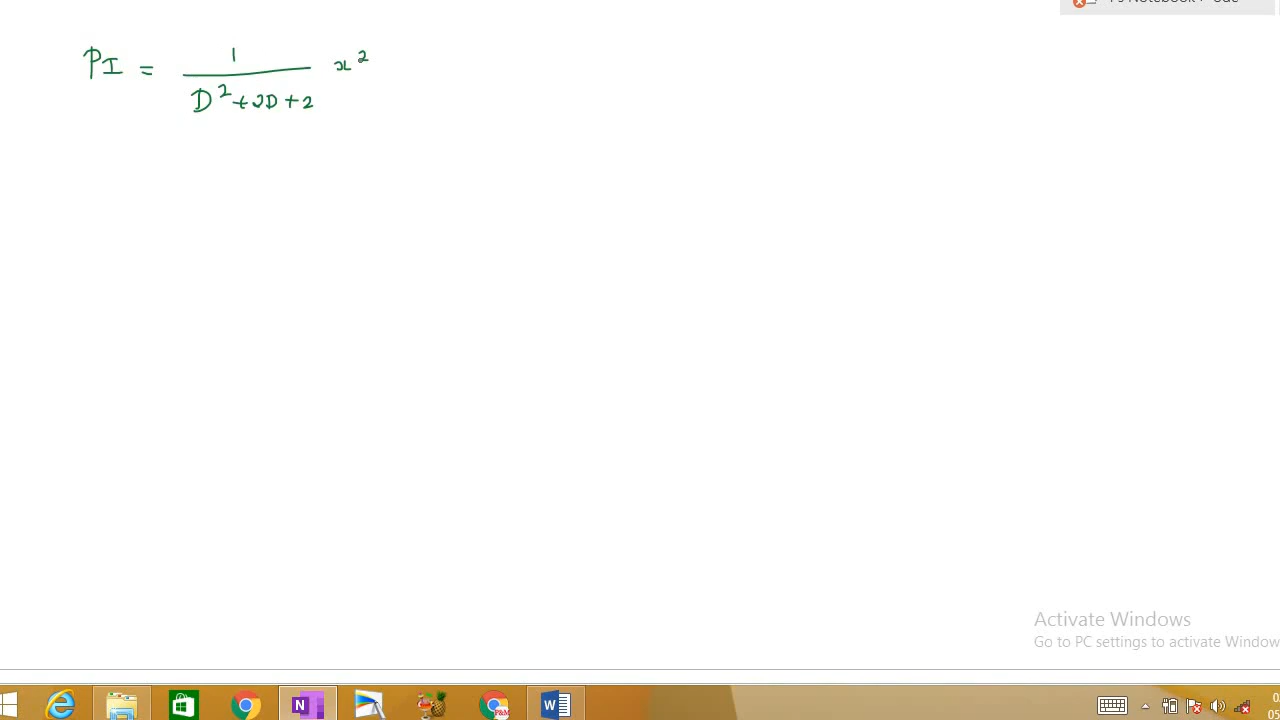 PI = 1 / (D² + 2D + 2) x²
Activate Windows
Go to PC settings to activate Window